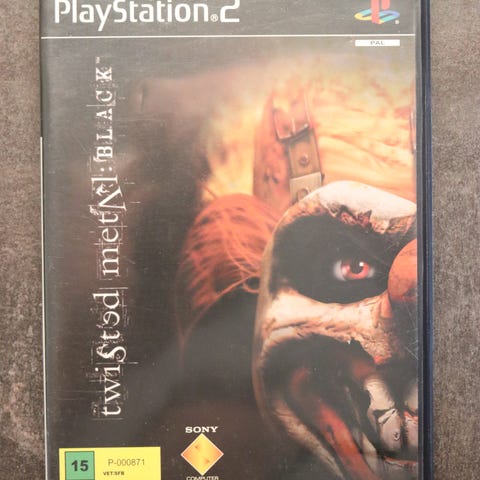 PlayStation®2
PAL
twisted metal: BLACK™
SONY
COMPUTER
15 P-000871
VET/SFB